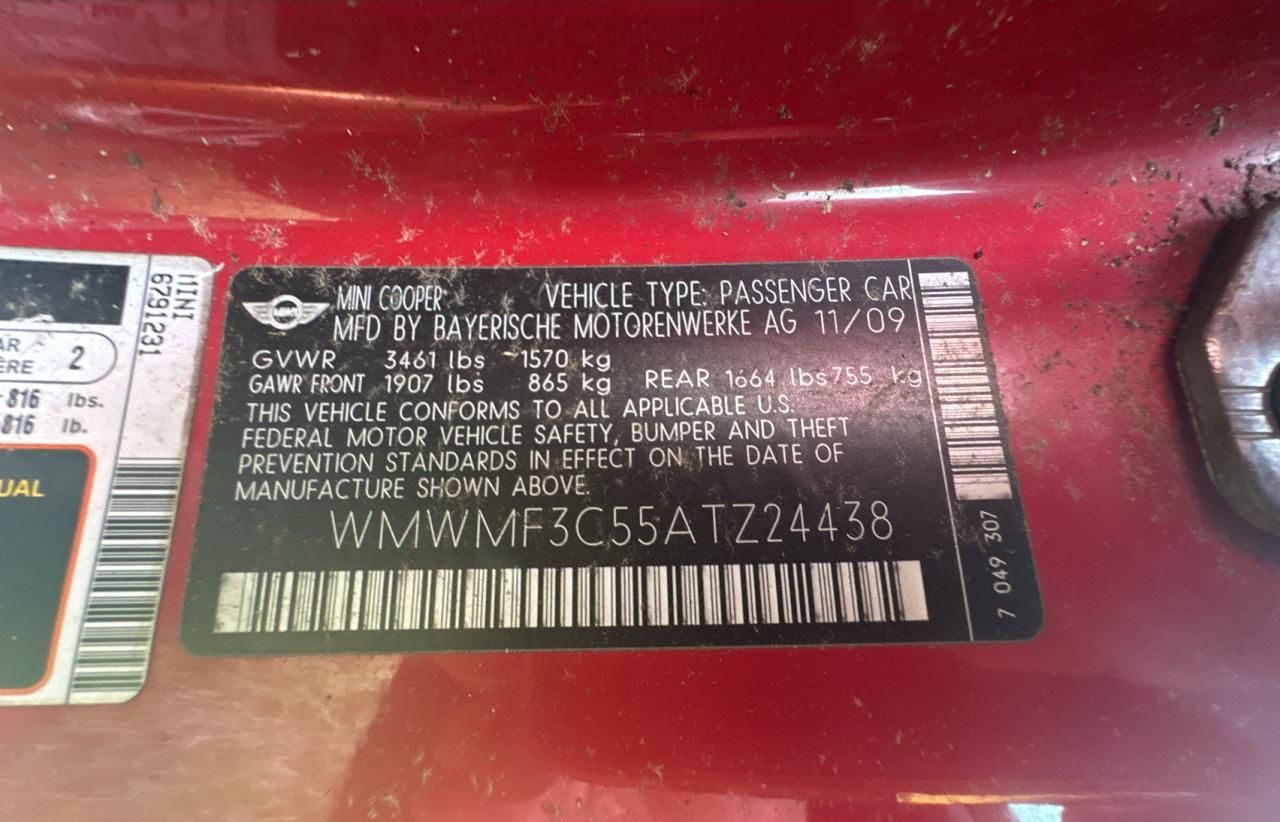 MINI
6791231
AR
ERE
2
816 lbs.
816 lb.
UAL
MINI COOPER VEHICLE TYPE: PASSENGER CAR
MFD BY BAYERISCHE MOTORENWERKE AG 11/09
GVWR 3461 lbs 1570 kg
GAWR FRONT 1907 lbs 865 kg REAR 1664 lbs 755 kg
THIS VEHICLE CONFORMS TO ALL APPLICABLE U.S.
FEDERAL MOTOR VEHICLE SAFETY, BUMPER AND THEFT
PREVENTION STANDARDS IN EFFECT ON THE DATE OF
MANUFACTURE SHOWN ABOVE.
WMWMF3C55ATZ24438
7 049 307